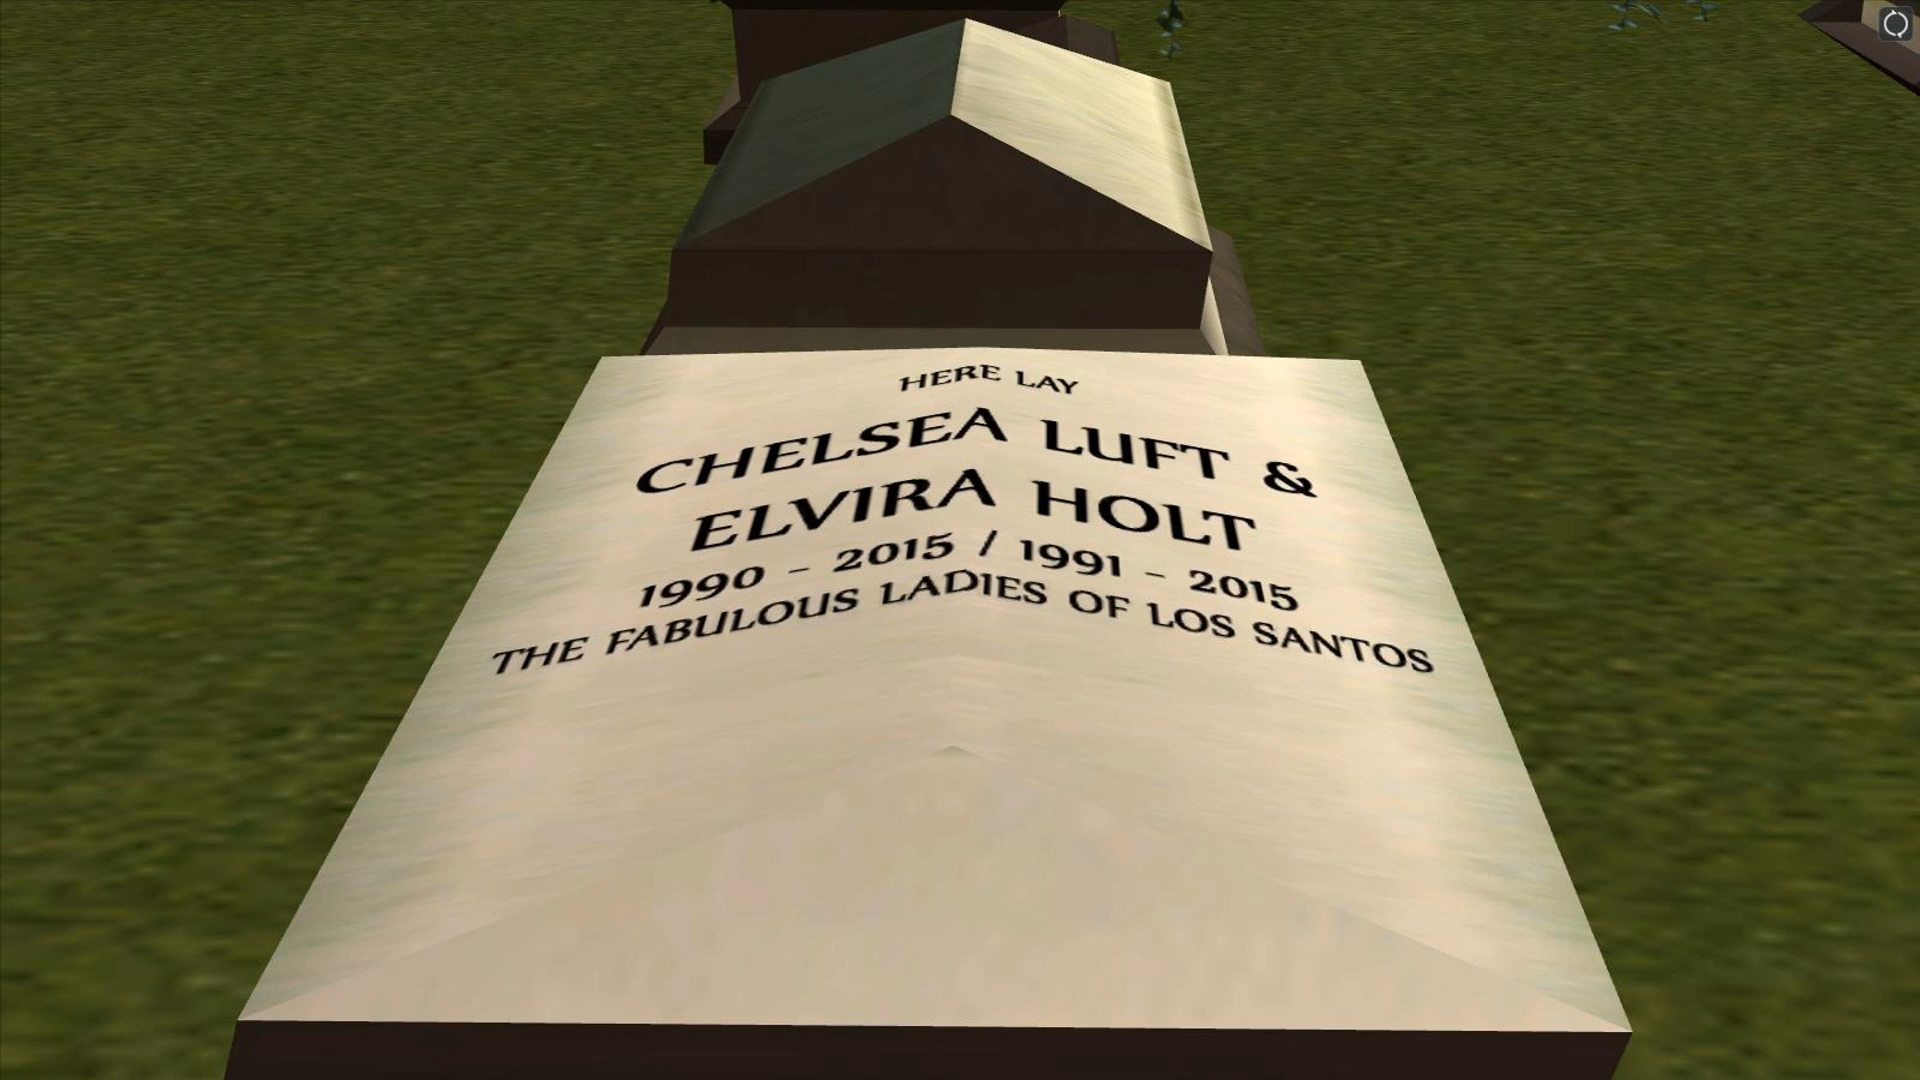 HERE LAY
CHELSEA LUFT &
ELVIRA HOLT
1990 - 2015 / 1991 - 2015
THE FABULOUS LADIES OF LOS SANTOS